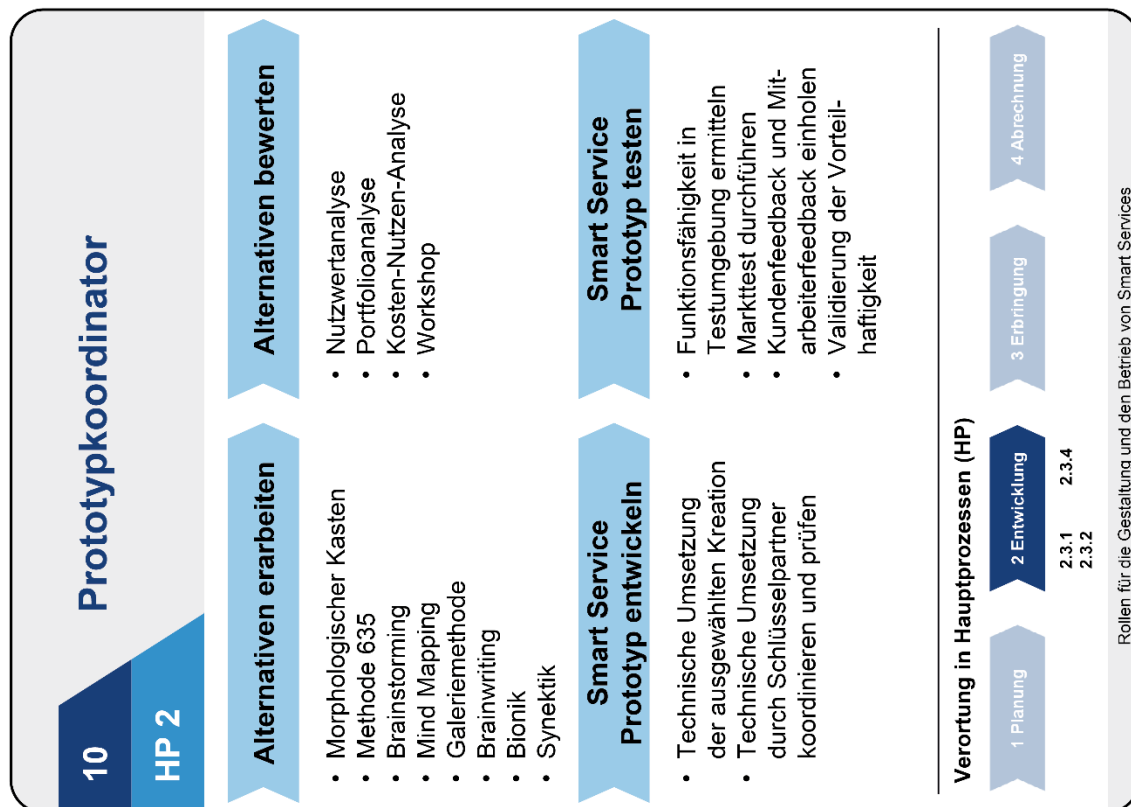 10
HP 2
Prototypkoordinator
Alternativen erarbeiten
• Morphologischer Kasten
• Methode 635
• Brainstorming
• Mind Mapping
• Galeriemethode
• Brainwriting
• Bionik
• Synektik
Alternativen bewerten
• Nutzwertanalyse
• Portfolioanalyse
• Kosten-Nutzen-Analyse
• Workshop
Smart Service
Prototyp entwickeln
• Technische Umsetzung
der ausgewählten Kreation
• Technische Umsetzung
durch Schlüsselpartner
koordinieren und prüfen
Smart Service
Prototyp testen
• Funktionsfähigkeit in
Testumgebung ermitteln
• Markttest durchführen
• Kundenfeedback und Mit-
arbeiterfeedback einholen
• Validierung der Vorteil-
haftigkeit
Verortung in Hauptprozessen (HP)
1 Planung
2 Entwicklung
3 Erbringung
4 Abrechnung
2.3.1 2.3.4
2.3.2
Rollen für die Gestaltung und den Betrieb von Smart Services